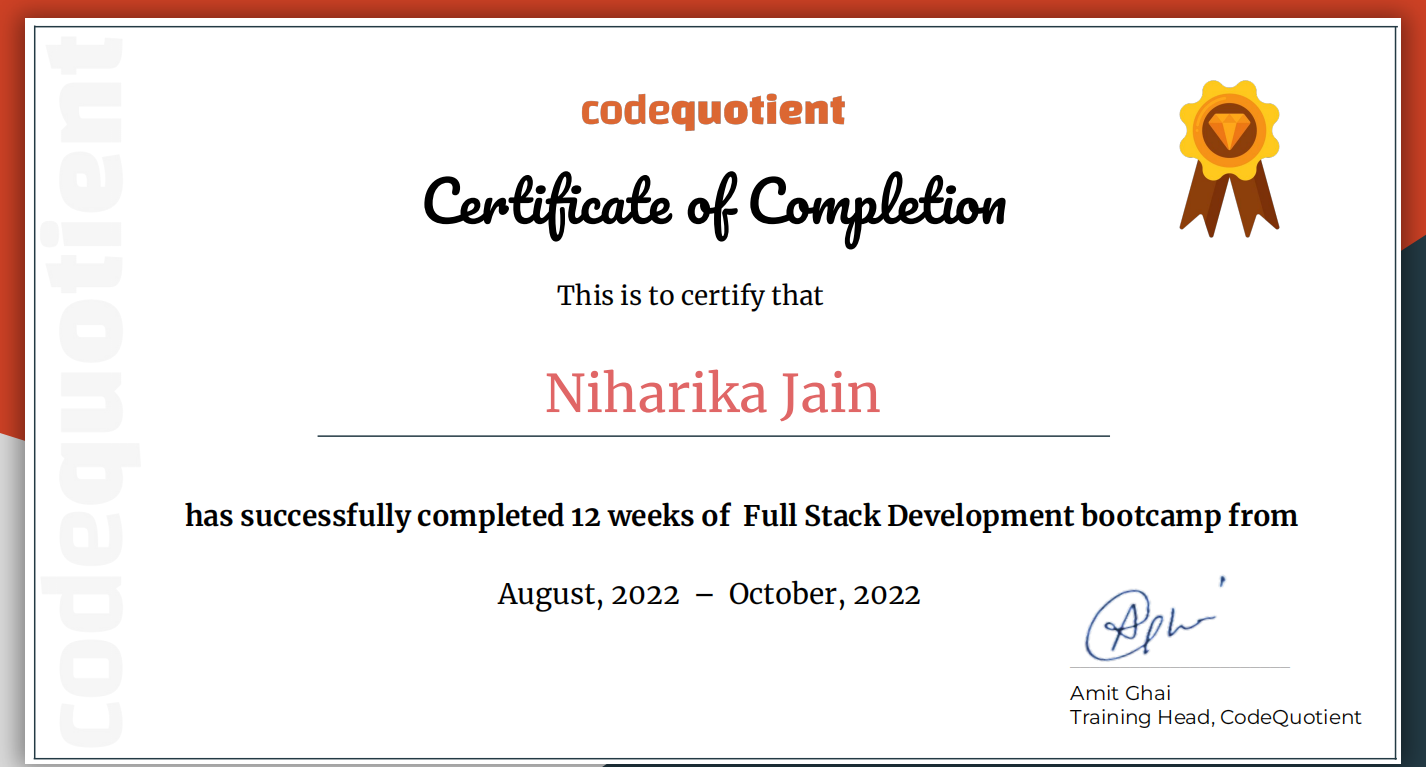 codequotient
codequotient
Certificate of Completion
This is to certify that
Niharika Jain
has successfully completed 12 weeks of Full Stack Development bootcamp from
August, 2022 – October, 2022
Amit Ghai
Training Head, CodeQuotient